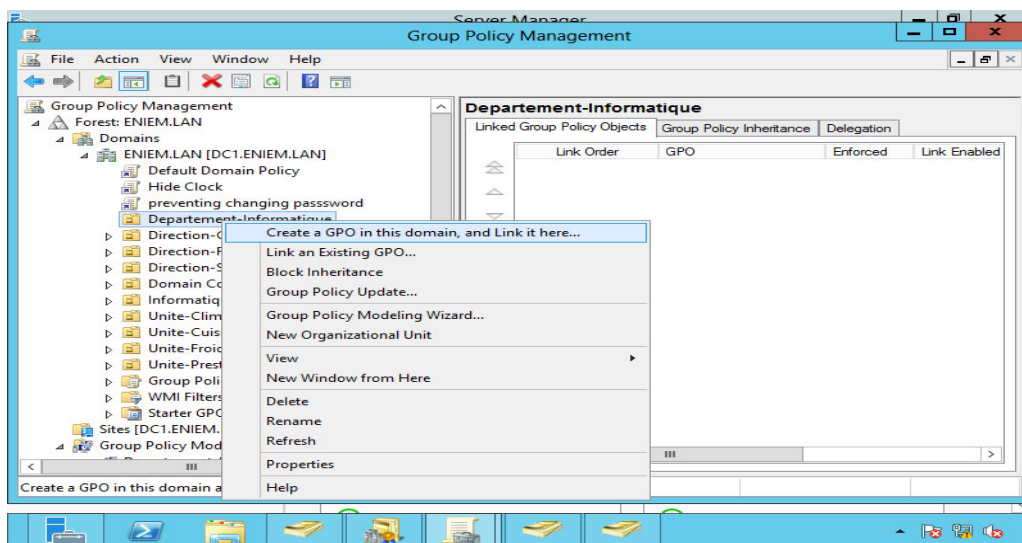 Server Manager
Group Policy Management
File Action View Window Help
Group Policy Management
Forest: ENIEM.LAN
Domains
ENIEM.LAN [DC1.ENIEM.LAN]
Default Domain Policy
Hide Clock
preventing changing passsword
Departement-Informatique
Direction-
Direction-F
Direction-S
Domain Co
Informatiq
Unite-Clim
Unite-Cuis
Unite-Froid
Unite-Prest
Group Poli
WMI Filters
Starter GPO
Sites [DC1.ENIEM.
Group Policy Mod
Departement-Informatique
Linked Group Policy Objects Group Policy Inheritance Delegation
Link Order GPO Enforced Link Enabled
Create a GPO in this domain, and Link it here...
Link an Existing GPO...
Block Inheritance
Group Policy Update...
Group Policy Modeling Wizard...
New Organizational Unit
View
New Window from Here
Delete
Rename
Refresh
Properties
Help
Create a GPO in this domain a